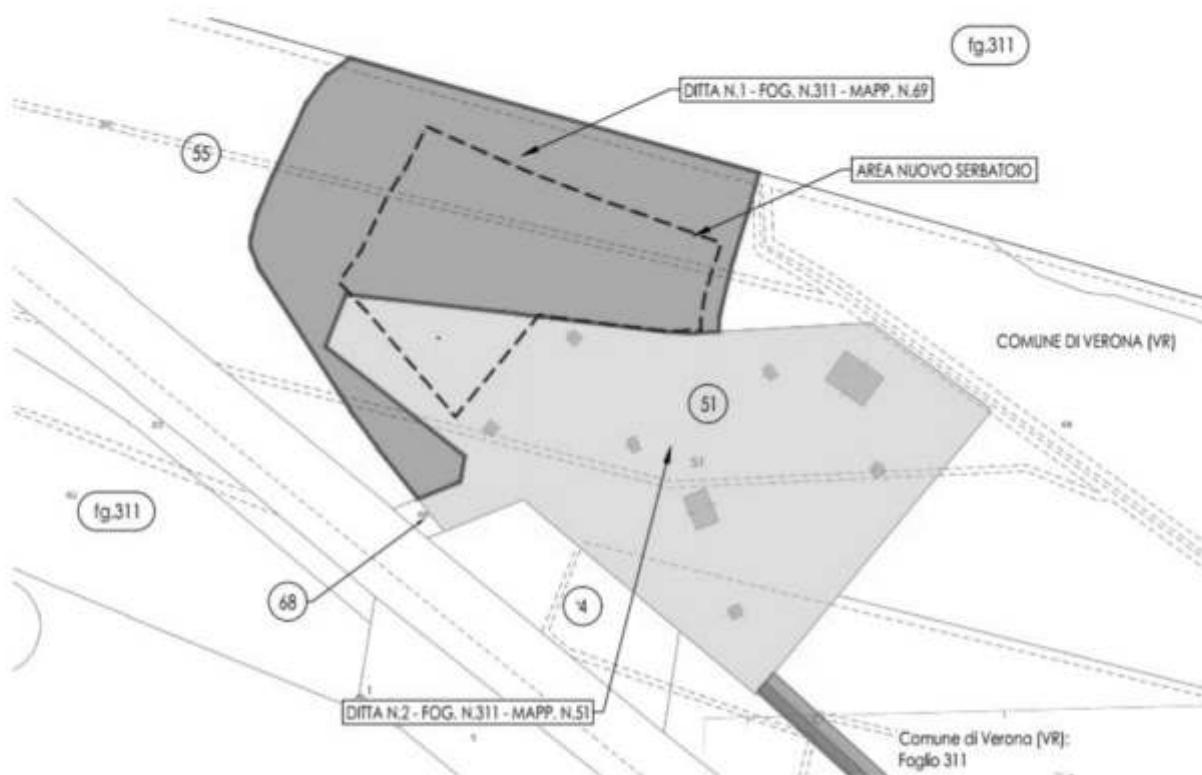 fg.311
DITTA N.1 - FOG. N.311 - MAPP. N.69
55
AREA NUOVO SERBATOIO
COMUNE DI VERONA (VR)
51
51
fg.311
68
4
1
DITTA N.2 - FOG. N.311 - MAPP. N.51
Comune di Verona (VR):
Foglio 311